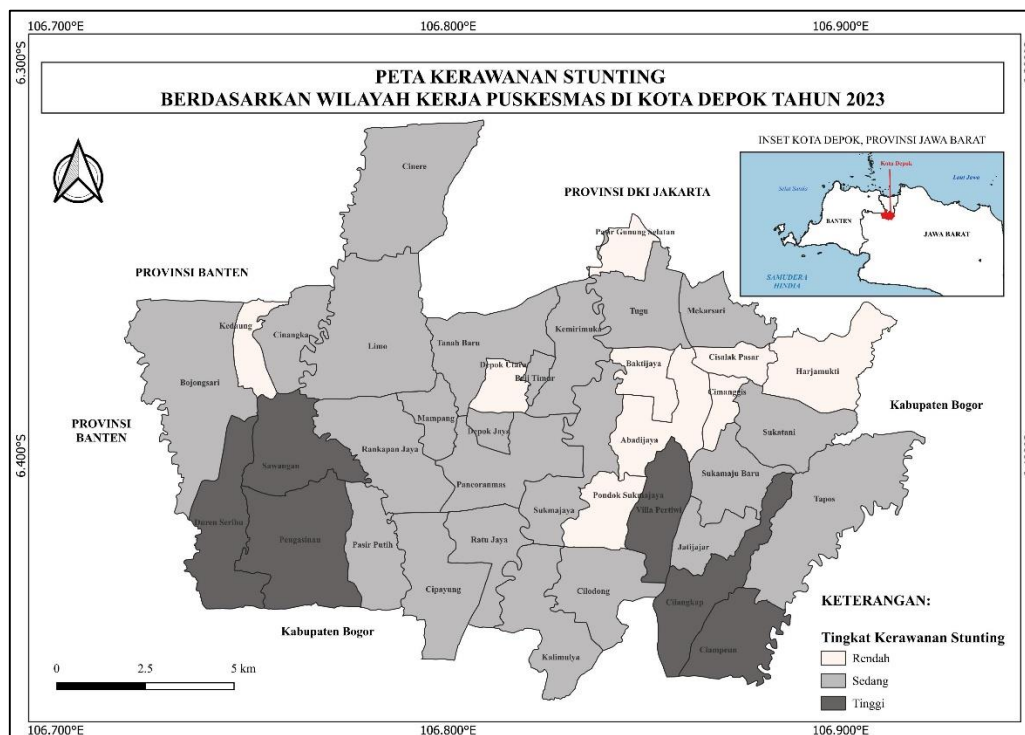 106.700°E 106.800°E 106.900°E
6.300°S
PETA KERAWANAN STUNTING
BERDASARKAN WILAYAH KERJA PUSKESMAS DI KOTA DEPOK TAHUN 2023
INSET KOTA DEPOK, PROVINSI JAWA BARAT
Kota Depok
Laut Jawa
Selat Sunda
BANTEN
JAWA BARAT
SAMUDERA
HINDIA
Cinere
PROVINSI DKI JAKARTA
Pasir Gunung Selatan
PROVINSI BANTEN
Kedaung
Cinangka
Limo
Tanah Baru
Kemirimuka
Tugu
Mekarsari
Bojongsari
Depok Utara
Beji Timur
Baktijaya
Cisalak Pasar
Cimanggis
Harjamukti
Kabupaten Bogor
PROVINSI
BANTEN
Mampang
Depok Jaya
Rankapan Jaya
Abadijaya
Sukatani
6.400°S
Sawangan
Pancoranmas
Pondok Sukmajaya
Sukamaju Baru
Tapos
Duren Seribu
Pengasinan
Pasir Putih
Ratu Jaya
Sukmajaya
Villa Pertiwi
Jatijajar
Cipayung
Cilodong
Cilangkap
Kabupaten Bogor
Kalimulya
Cimpaeun
KETERANGAN:
Tingkat Kerawanan Stunting
Rendah
Sedang
Tinggi
0 2.5 5 km
106.700°E 106.800°E 106.900°E